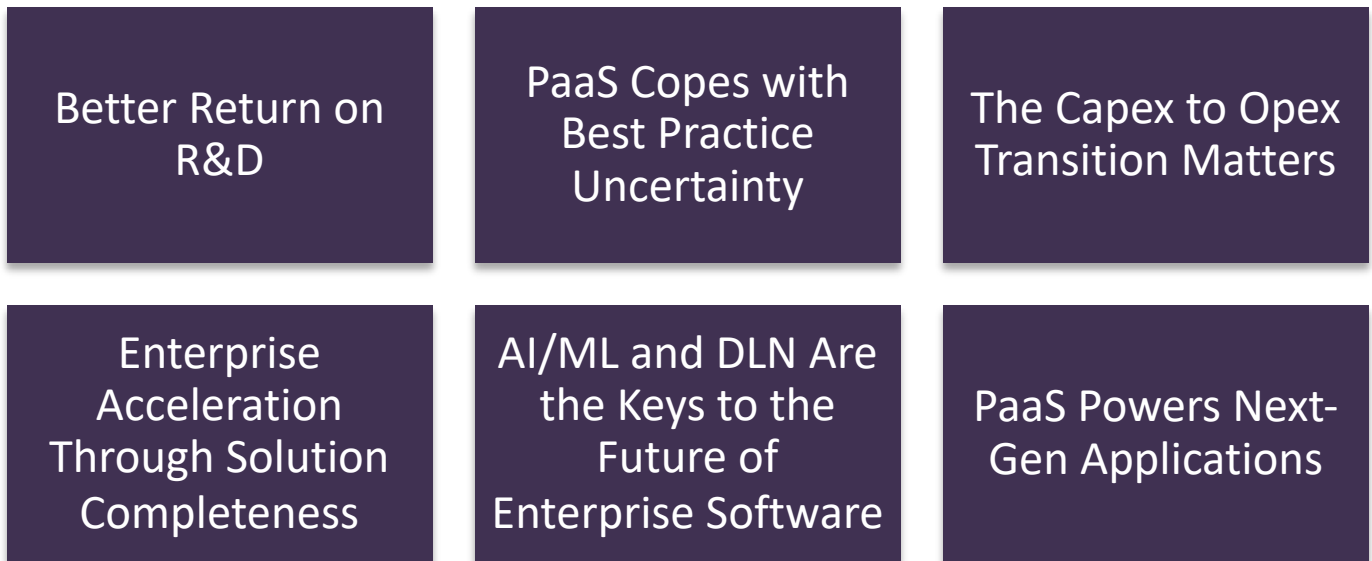 Better Return on
R&D
PaaS Copes with
Best Practice
Uncertainty
The Capex to Opex
Transition Matters
Enterprise
Acceleration
Through Solution
Completeness
AI/ML and DLN Are
the Keys to the
Future of
Enterprise Software
PaaS Powers Next-
Gen Applications